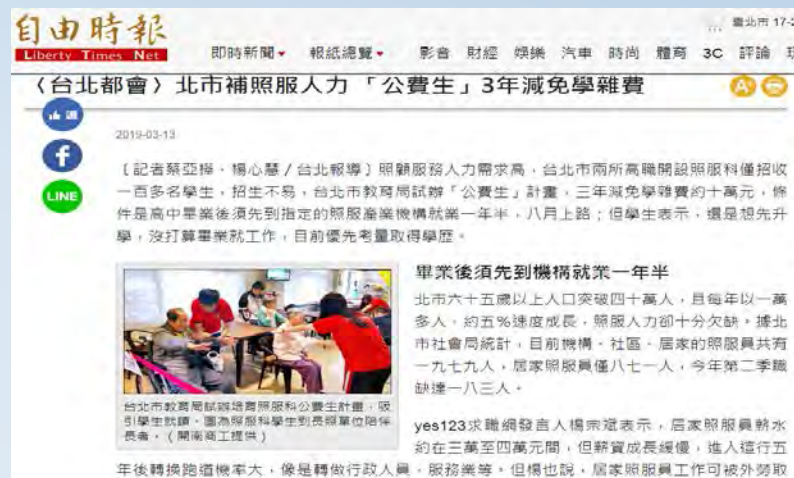 自由時報
Liberty Times Net
臺北市 17-2
即時新聞 報紙總覽 影音 財經 娛樂 汽車 時尚 體育 3C 評論
〈台北都會〉北市補照服人力 「公費生」3年減免學雜費
讚
LINE
2019-03-13
〔記者蔡亞樺、楊心慧/台北報導〕照顧服務人力需求高,台北市兩所高職開設照服科僅招收
一百多名學生,招生不易,台北市教育局試辦「公費生」計畫,三年減免學雜費約十萬元,條
件是高中畢業後須先到指定的照服產業機構就業一年半,八月上路;但學生表示,還是想先升
學,沒打算畢業就工作,目前優先考量取得學歷。
畢業後須先到機構就業一年半
北市六十五歲以上人口突破四十萬人,且每年以一萬
多人、約五%速度成長,照服人力卻十分欠缺。據北
市社會局統計,目前機構、社區、居家的照服員共有
一九七九人,居家照服員僅八七一人,今年第二季職
缺達一八三人。
台北市教育局試辦培育照服科公費生計畫,吸
引學生就讀。圖為照服科學生到長照單位陪伴
長者。(開南商工提供)
yes123求職網發言人楊宗斌表示,居家照服員薪水
約在三萬至四萬元間,但薪資成長緩慢,進入這行五
年後轉換跑道機率大,像是轉做行政人員、服務業等。但楊也說,居家照服員工作可被外勞取